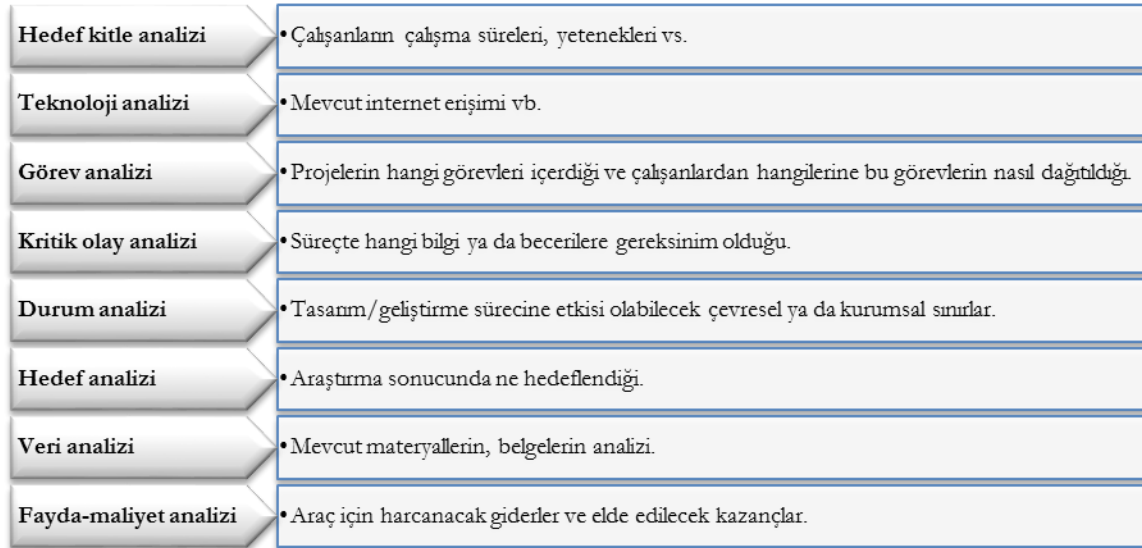 Hedef kitle analizi
• Çalışanların çalışma süreleri, yetenekleri vs.
Teknoloji analizi
• Mevcut internet erişimi vb.
Görev analizi
• Projelerin hangi görevleri içerdiği ve çalışanlardan hangilerine bu görevlerin nasıl dağıtıldığı.
Kritik olay analizi
• Süreçte hangi bilgi ya da becerilere gereksinim olduğu.
Durum analizi
• Tasarım/geliştirme sürecine etkisi olabilecek çevresel ya da kurumsal sınırlar.
Hedef analizi
• Araştırma sonucunda ne hedeflendiği.
Veri analizi
• Mevcut materyallerin, belgelerin analizi.
Fayda-maliyet analizi
• Araç için harcanacak giderler ve elde edilecek kazançlar.